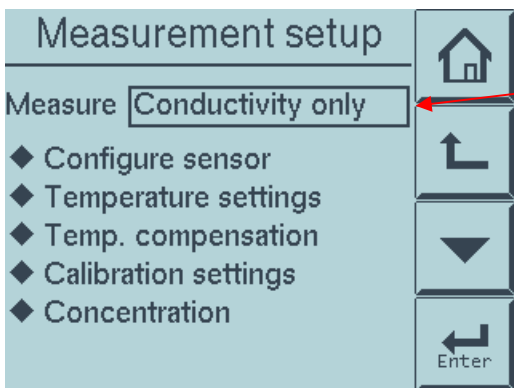 Measurement setup
Measure Conductivity only
Configure sensor
Temperature settings
Temp. compensation
Calibration settings
Concentration
Enter